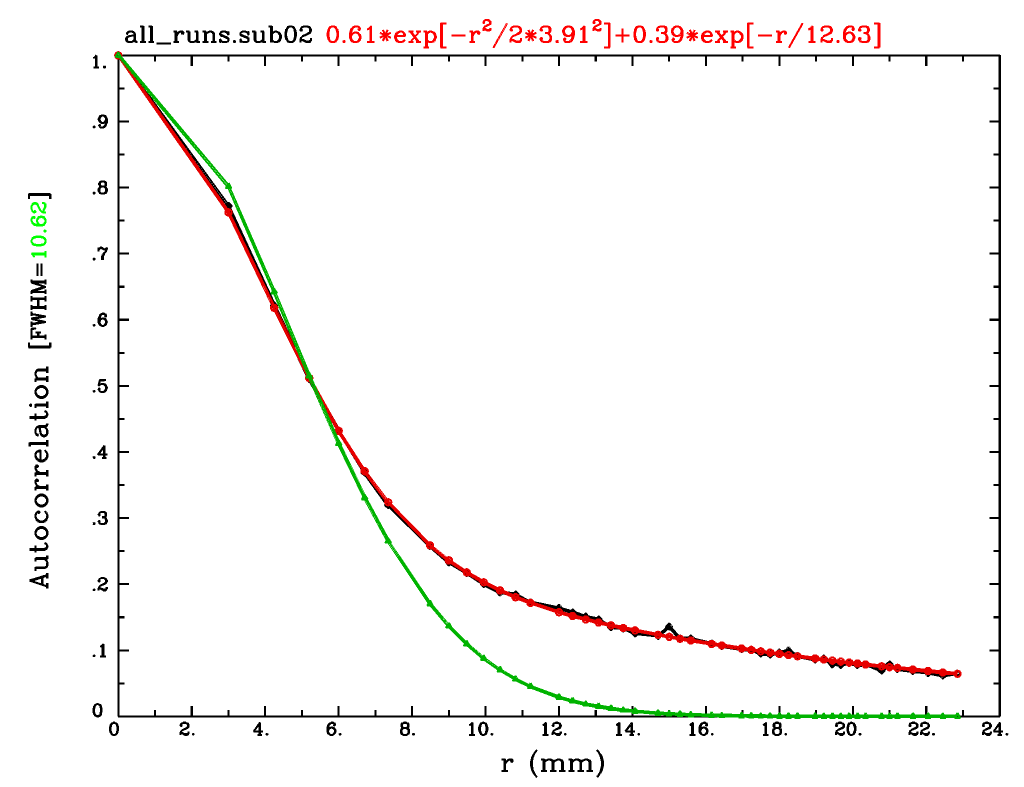 all_runs.sub02 0.61*exp[-r²/2*3.91²]+0.39*exp[-r/12.63]
1.
.9
.8
.7
.6
.5
.4
.3
.2
.1
0
Autocorrelation [FWHM=10.62]
0. 2. 4. 6. 8. 10. 12. 14. 16. 18. 20. 22. 24.
r (mm)